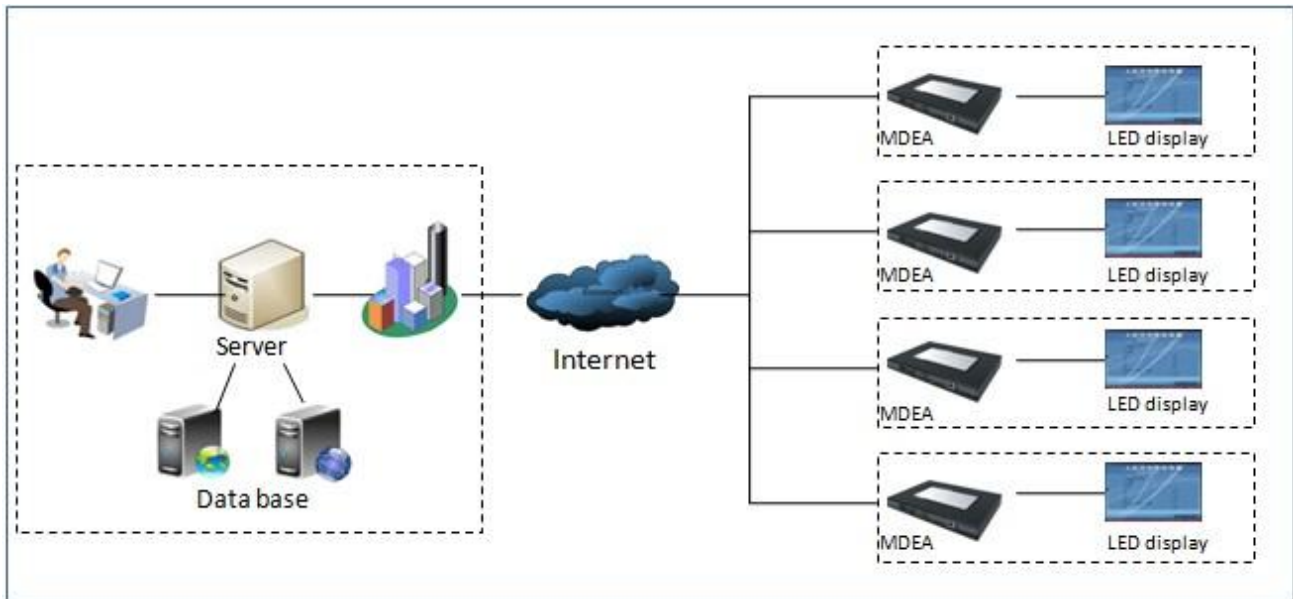 MDEA
LED display
MDEA
LED display
Server
Internet
MDEA
LED display
Data base
MDEA
LED display